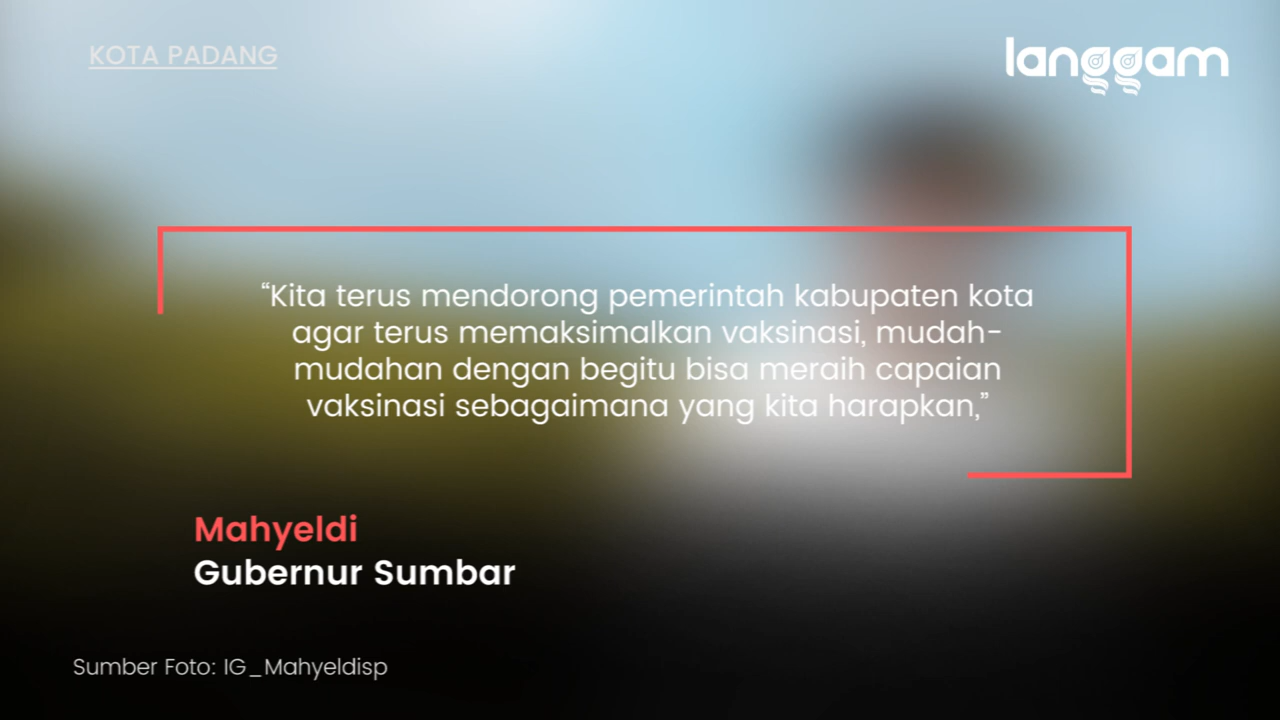 KOTA PADANG
langgam
“Kita terus mendorong pemerintah kabupaten kota
agar terus memaksimalkan vaksinasi, mudah-
mudahan dengan begitu bisa meraih capaian
vaksinasi sebagaimana yang kita harapkan,”
Mahyeldi
Gubernur Sumbar
Sumber Foto: IG_Mahyeldisp